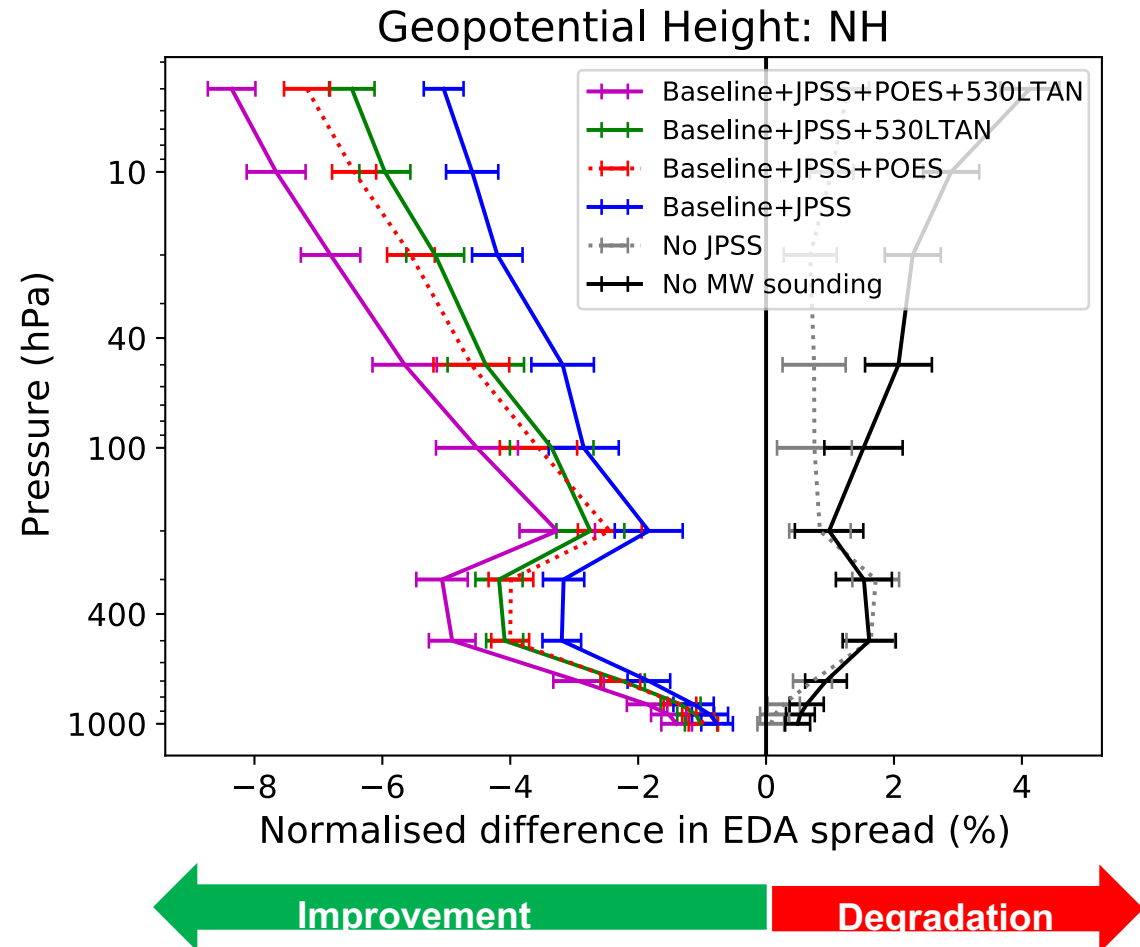 Geopotential Height: NH
Baseline+JPSS+POES+530LTAN
Baseline+JPSS+530LTAN
Baseline+JPSS+POES
Baseline+JPSS
No JPSS
No MW sounding
Pressure (hPa)
10
40
100
400
1000
−8
−6
−4
−2
0
2
4
Normalised difference in EDA spread (%)
Improvement
Degradation